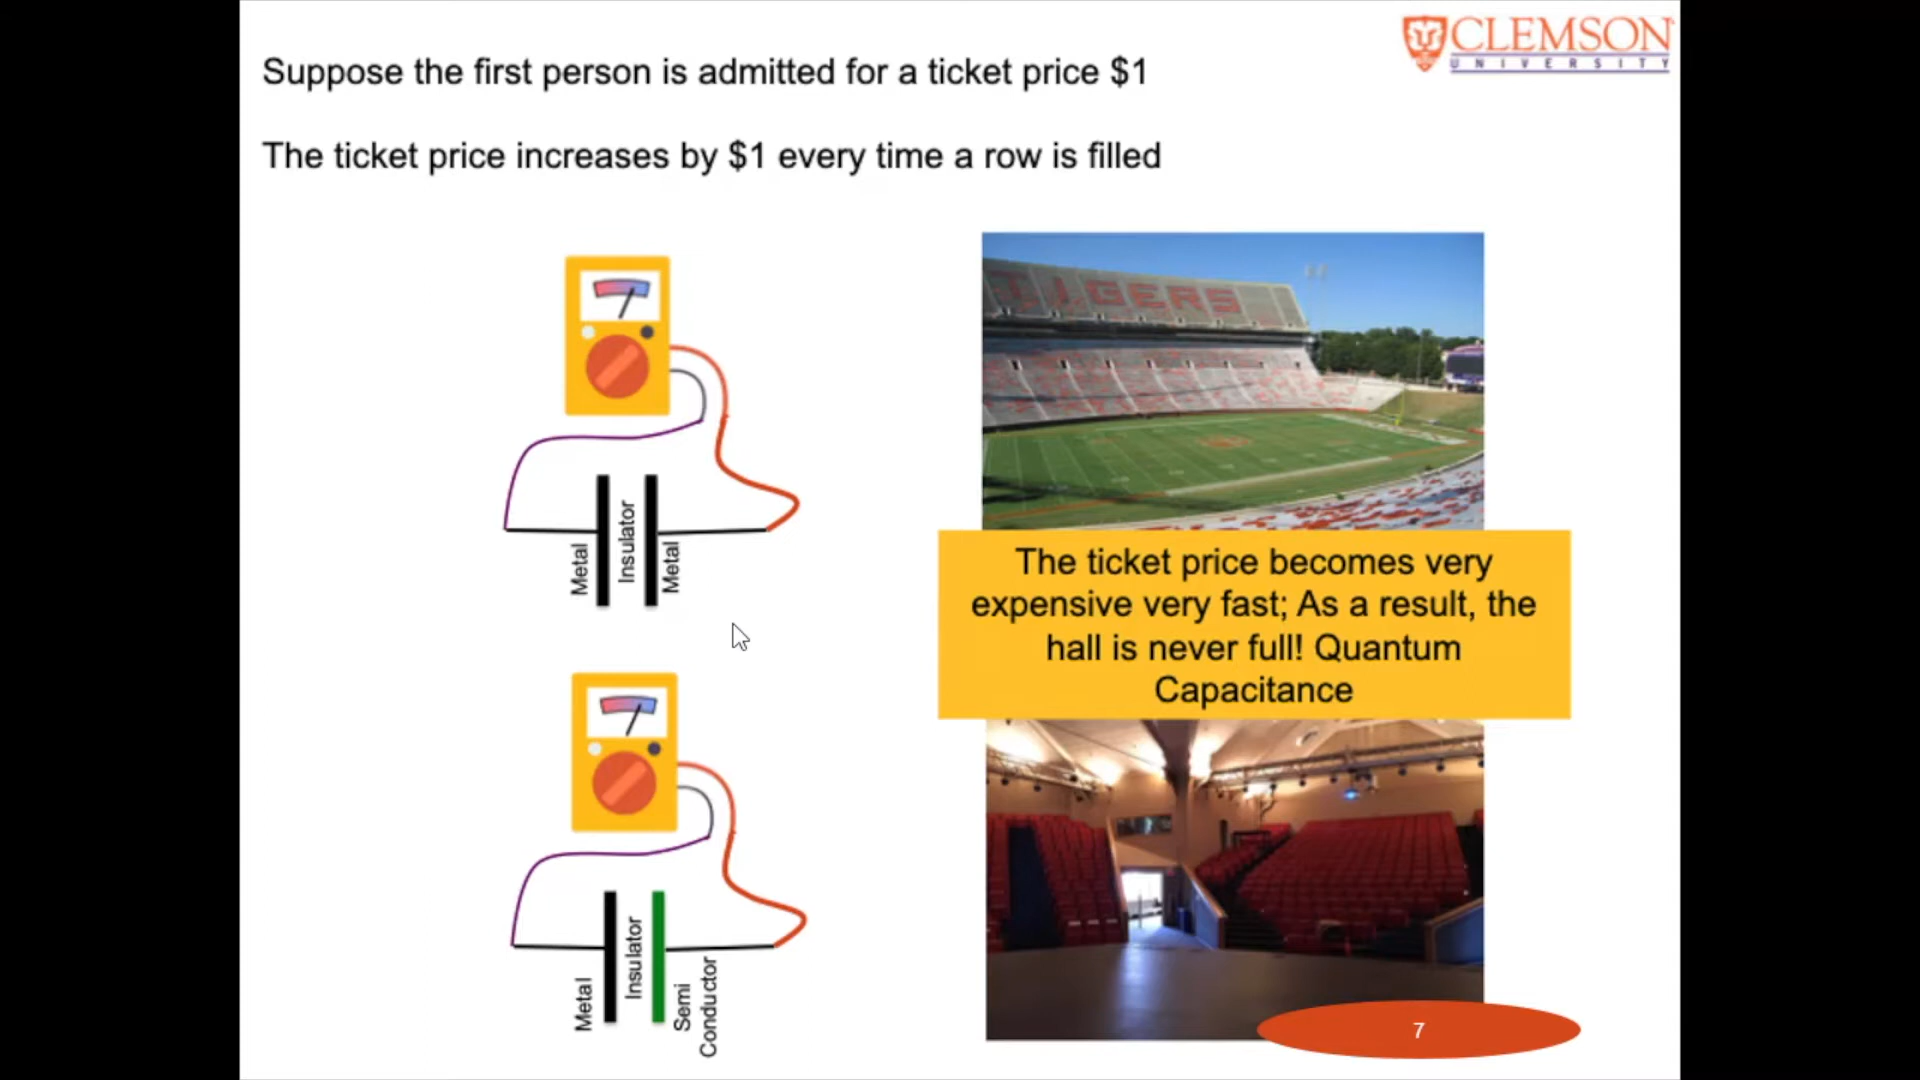 CLEMSON
UNIVERSITY
Suppose the first person is admitted for a ticket price $1
The ticket price increases by $1 every time a row is filled
TIGERS
Metal
Insulator
Metal
The ticket price becomes very
expensive very fast; As a result, the
hall is never full! Quantum
Capacitance
Metal
Insulator
Semi
Conductor
7